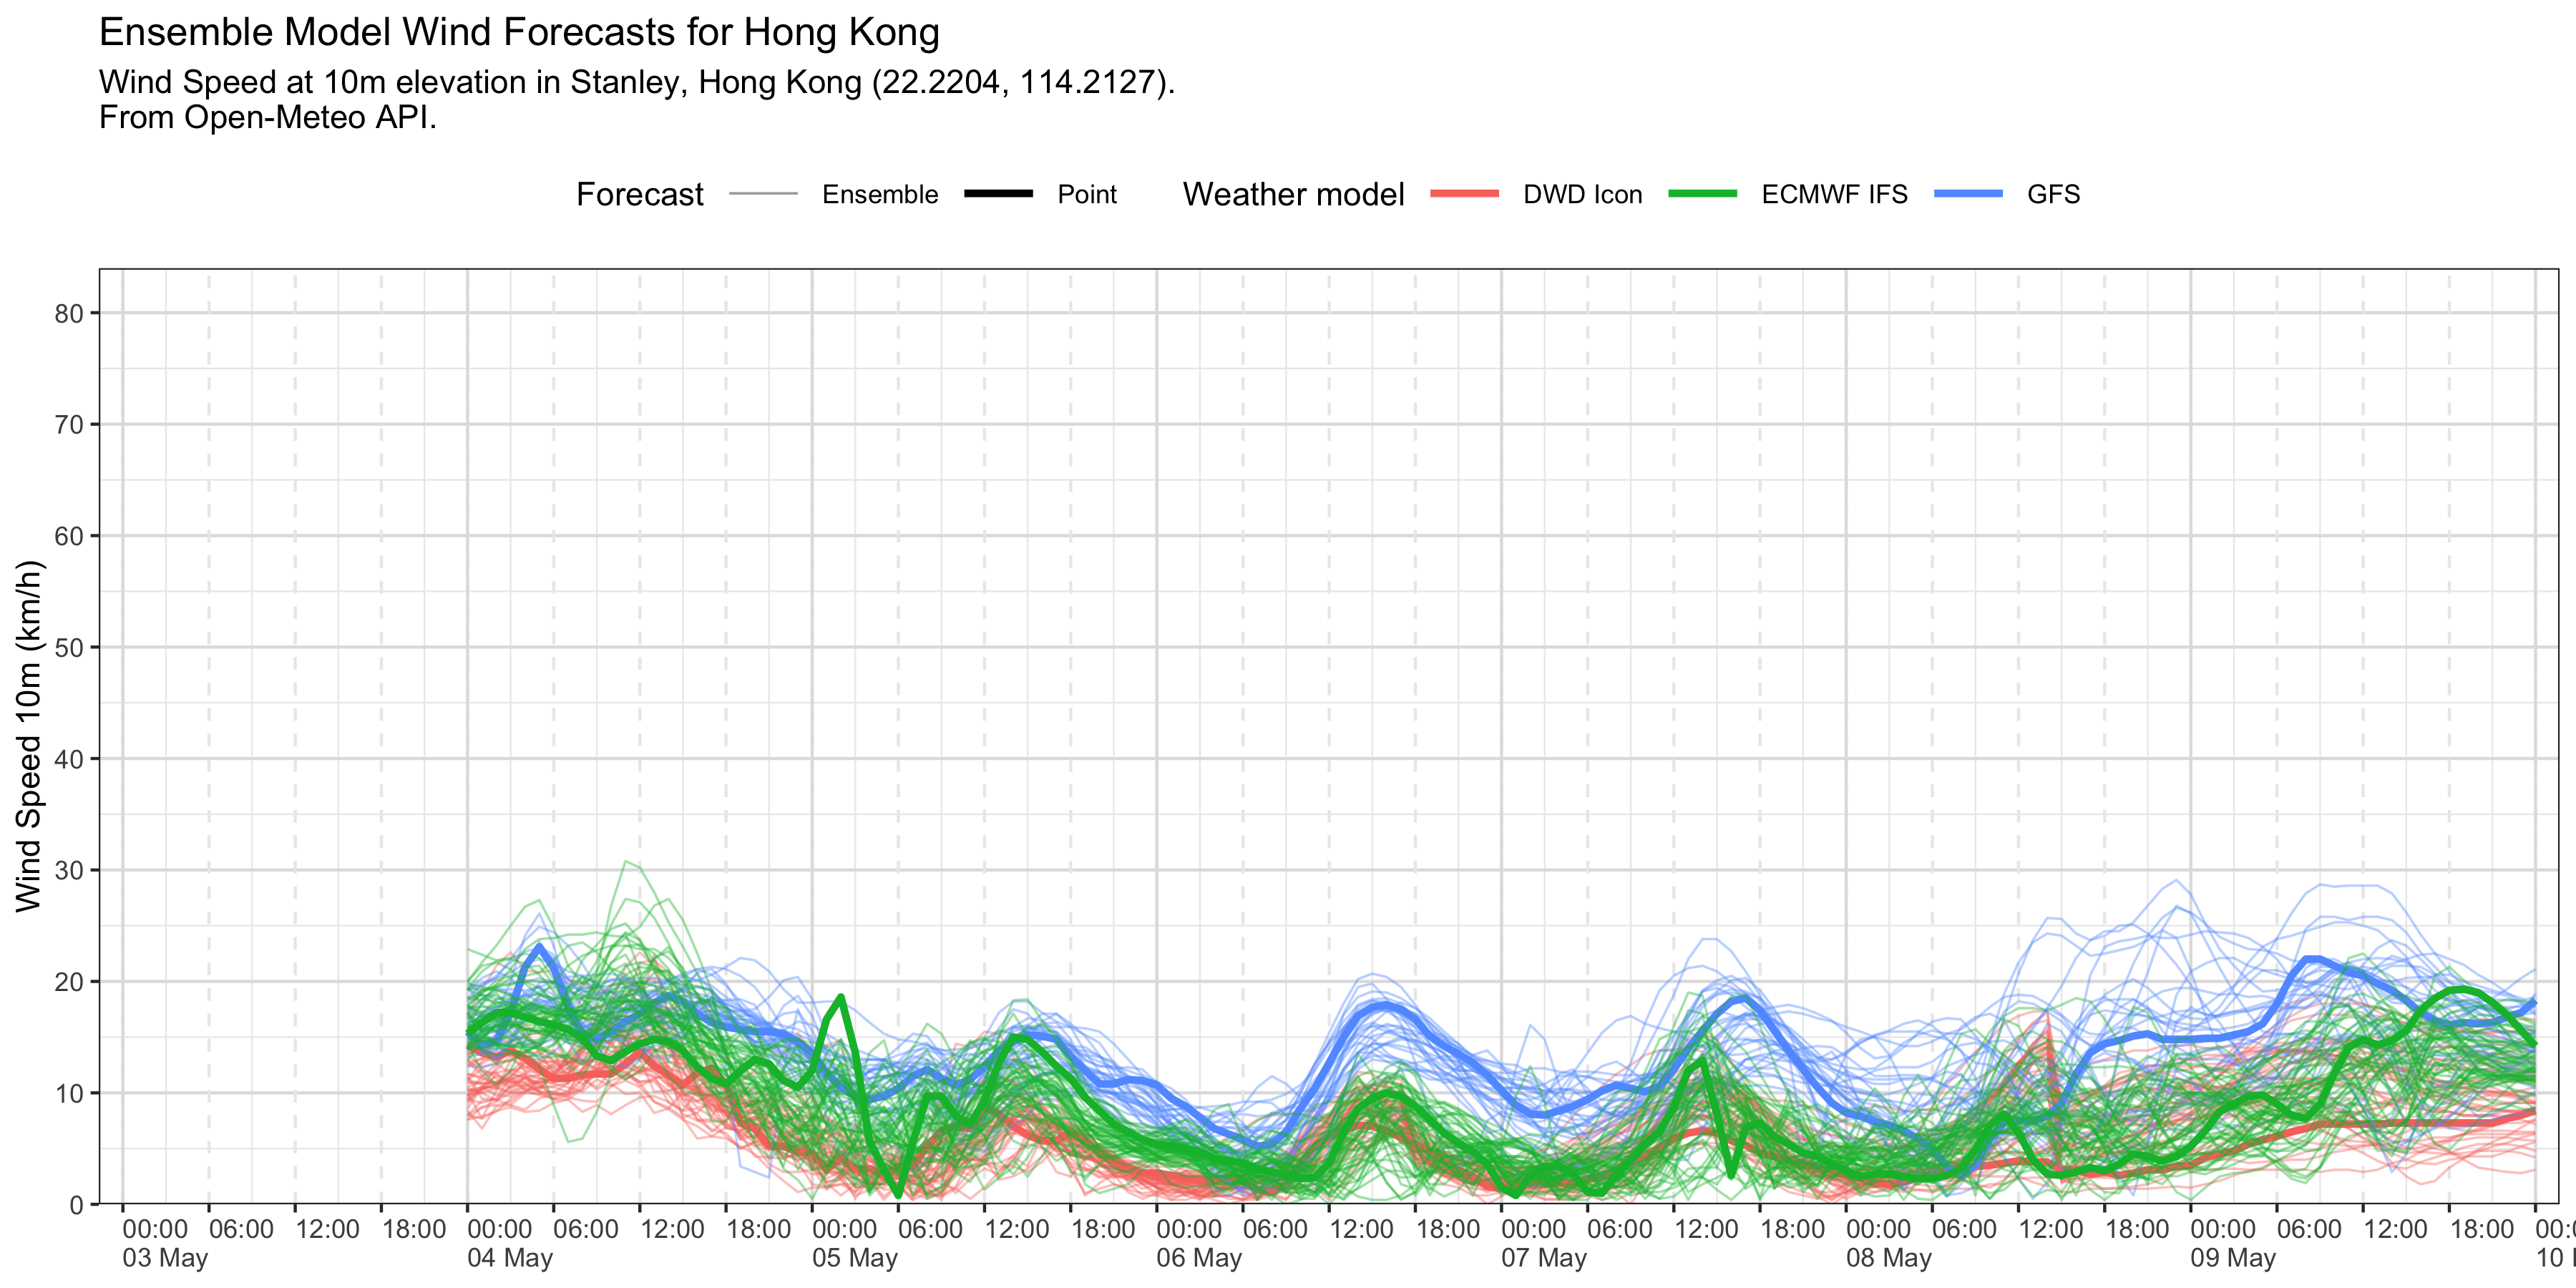 Ensemble Model Wind Forecasts for Hong Kong
Wind Speed at 10m elevation in Stanley, Hong Kong (22.2204, 114.2127).
From Open-Meteo API.
Forecast Ensemble Point Weather model DWD Icon ECMWF IFS GFS
Wind Speed 10m (km/h)
80
70
60
50
40
30
20
10
0
00:00 06:00 12:00 18:00 00:00 06:00 12:00 18:00 00:00 06:00 12:00 18:00 00:00 06:00 12:00 18:00 00:00 06:00 12:00 18:00 00:00 06:00 12:00 18:00 00:00 06:00 12:00 18:00
03 May 04 May 05 May 06 May 07 May 08 May 09 May 10